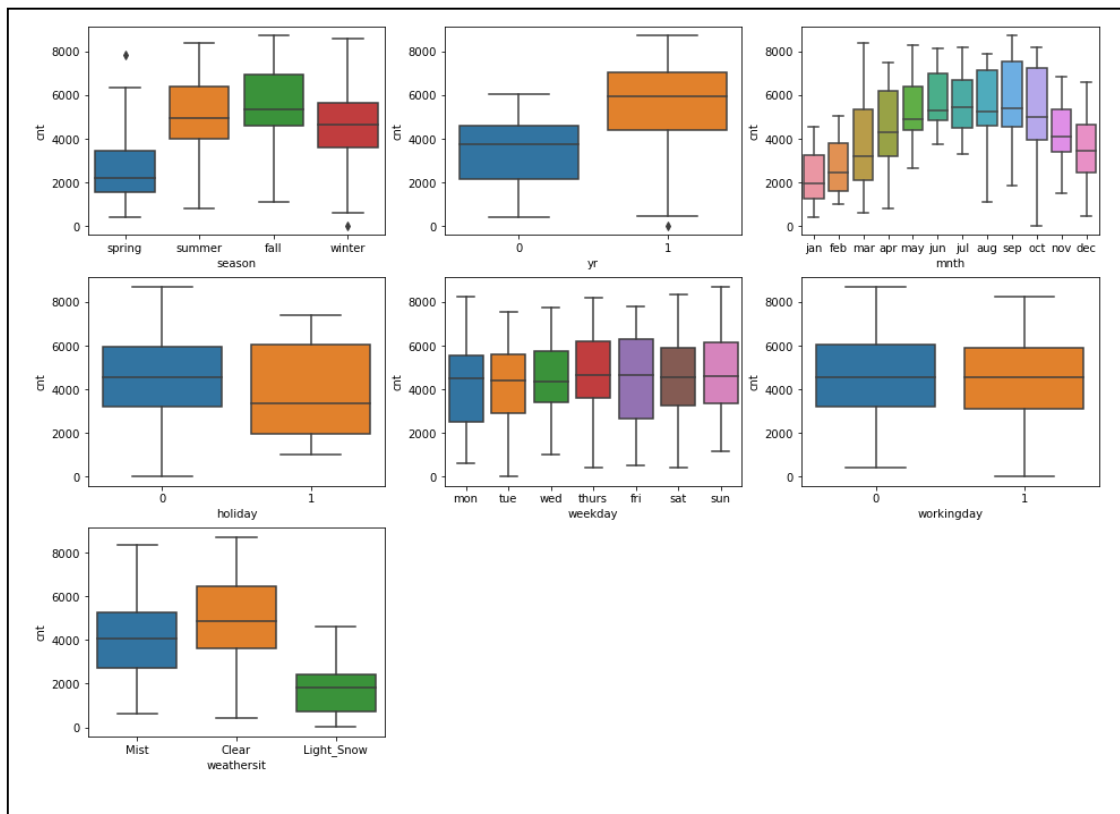 8000
6000
4000
2000
0
cnt
spring summer fall winter
season
8000
6000
4000
2000
0
cnt
0 1
yr
8000
6000
4000
2000
0
cnt
jan feb mar apr may jun jul aug sep oct nov dec
mnth
8000
6000
4000
2000
0
cnt
0 1
holiday
8000
6000
4000
2000
0
cnt
mon tue wed thurs fri sat sun
weekday
8000
6000
4000
2000
0
cnt
0 1
workingday
8000
6000
4000
2000
0
cnt
Mist Clear Light_Snow
weathersit